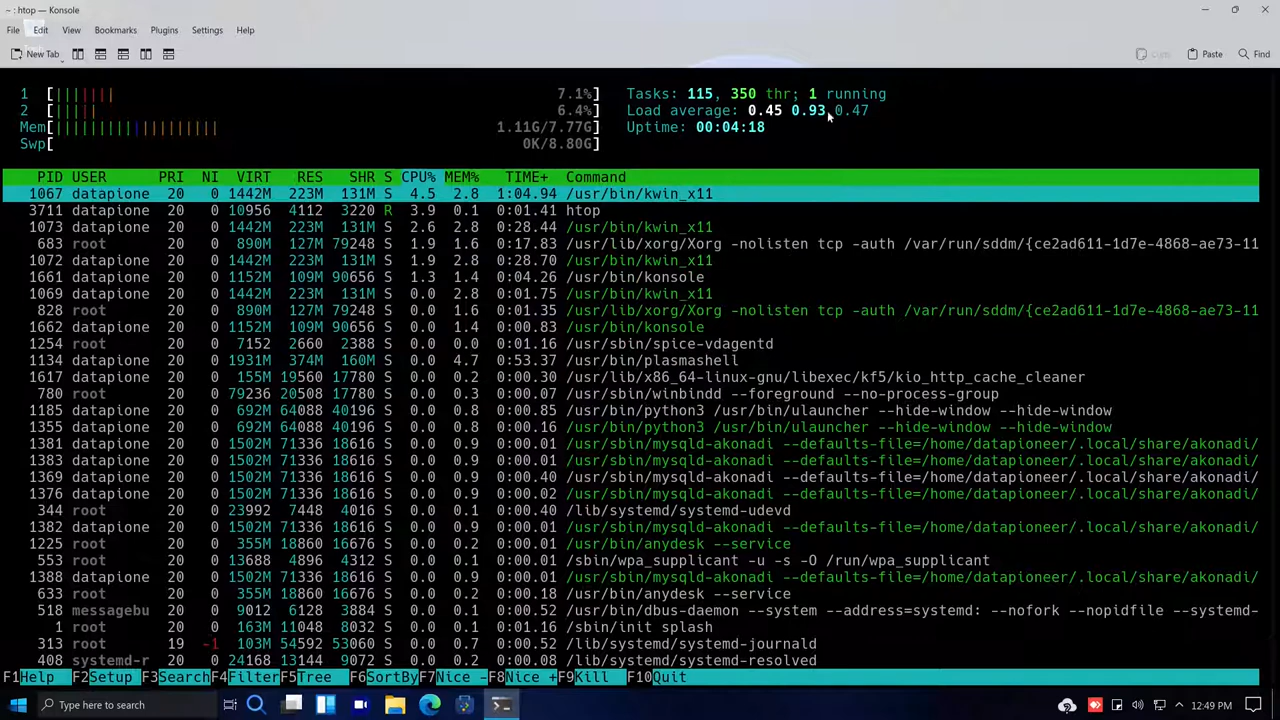 ~ : htop — Konsole
File Edit View Bookmarks Plugins Settings Help
New Tab Copy Paste Find
1 [||||||| 7.1%] Tasks: 115, 350 thr; 1 running
2 [||||| 6.4%] Load average: 0.45 0.93 0.47
Mem[|||||||||||||||||||| 1.11G/7.77G] Uptime: 00:04:18
Swp[ 0K/8.80G]
PID USER PRI NI VIRT RES SHR S CPU% MEM% TIME+ Command
1067 datapione 20 0 1442M 223M 131M S 4.5 2.8 1:04.94 /usr/bin/kwin_x11
3711 datapione 20 0 10956 4112 3220 R 3.9 0.1 0:01.41 htop
1073 datapione 20 0 1442M 223M 131M S 2.6 2.8 0:28.44 /usr/bin/kwin_x11
683 root 20 0 890M 127M 79248 S 1.9 1.6 0:17.83 /usr/lib/xorg/Xorg -nolisten tcp -auth /var/run/sddm/{ce2ad611-1d7e-4868-ae73-11
1072 datapione 20 0 1442M 223M 131M S 1.9 2.8 0:28.70 /usr/bin/kwin_x11
1661 datapione 20 0 1152M 109M 90656 S 1.3 1.4 0:04.26 /usr/bin/konsole
1069 datapione 20 0 1442M 223M 131M S 0.0 2.8 0:01.75 /usr/bin/kwin_x11
828 root 20 0 890M 127M 79248 S 0.0 1.6 0:01.35 /usr/lib/xorg/Xorg -nolisten tcp -auth /var/run/sddm/{ce2ad611-1d7e-4868-ae73-11
1662 datapione 20 0 1152M 109M 90656 S 0.0 1.4 0:00.83 /usr/bin/konsole
1254 root 20 0 7152 2660 2388 S 0.0 0.0 0:01.16 /usr/bin/spice-vdagentd
1134 datapione 20 0 1931M 374M 160M S 0.0 4.7 0:53.37 /usr/bin/plasmashell
1617 datapione 20 0 155M 19560 17780 S 0.0 0.2 0:00.30 /usr/lib/x86_64-linux-gnu/libexec/kf5/kio_http_cache_cleaner
780 root 20 0 79236 20508 17708 S 0.0 0.3 0:00.07 /usr/sbin/winbindd --foreground --no-process-group
1185 datapione 20 0 692M 64088 40196 S 0.0 0.8 0:00.85 /usr/bin/python3 /usr/bin/ulauncher --hide-window --hide-window
1355 datapione 20 0 692M 64088 40196 S 0.0 0.8 0:00.16 /usr/bin/python3 /usr/bin/ulauncher --hide-window --hide-window
1381 datapione 20 0 1502M 71336 18616 S 0.0 0.9 0:00.01 /usr/sbin/mysqld-akonadi --defaults-file=/home/datapioneer/.local/share/akonadi/
1383 datapione 20 0 1502M 71336 18616 S 0.0 0.9 0:00.01 /usr/sbin/mysqld-akonadi --defaults-file=/home/datapioneer/.local/share/akonadi/
1369 datapione 20 0 1502M 71336 18616 S 0.0 0.9 0:00.40 /usr/sbin/mysqld-akonadi --defaults-file=/home/datapioneer/.local/share/akonadi/
1376 datapione 20 0 1502M 71336 18616 S 0.0 0.9 0:00.02 /usr/sbin/mysqld-akonadi --defaults-file=/home/datapioneer/.local/share/akonadi/
344 root 20 0 23992 7448 4016 S 0.0 0.1 0:00.40 /lib/systemd/systemd-udevd
1382 datapione 20 0 1502M 71336 18616 S 0.0 0.9 0:00.01 /usr/sbin/mysqld-akonadi --defaults-file=/home/datapioneer/.local/share/akonadi/
1225 root 20 0 355M 18860 16676 S 0.0 0.2 0:00.01 /usr/bin/anydesk --service
553 root 20 0 13688 4896 4312 S 0.0 0.1 0:00.01 /sbin/wpa_supplicant -u -s -O /run/wpa_supplicant
1388 datapione 20 0 1502M 71336 18616 S 0.0 0.9 0:00.01 /usr/sbin/mysqld-akonadi --defaults-file=/home/datapioneer/.local/share/akonadi/
633 root 20 0 355M 18860 16676 S 0.0 0.2 0:00.18 /usr/bin/anydesk --service
518 messagebu 20 0 9012 6128 3884 S 0.0 0.1 0:00.52 /usr/bin/dbus-daemon --system --address=systemd: --nofork --nopidfile --systemd-
1 root 20 0 163M 11048 8032 S 0.0 0.1 0:01.16 /sbin/init splash
313 root 19 -1 103M 54592 53060 S 0.0 0.7 0:00.52 /lib/systemd/systemd-journald
408 systemd-r 20 0 24168 13144 9072 S 0.0 0.2 0:00.08 /lib/systemd/systemd-resolved
F1Help F2Setup F3SearchF4FilterF5Tree F6SortByF7Nice -F8Nice +F9Kill F10Quit
Type here to search 12:49 PM